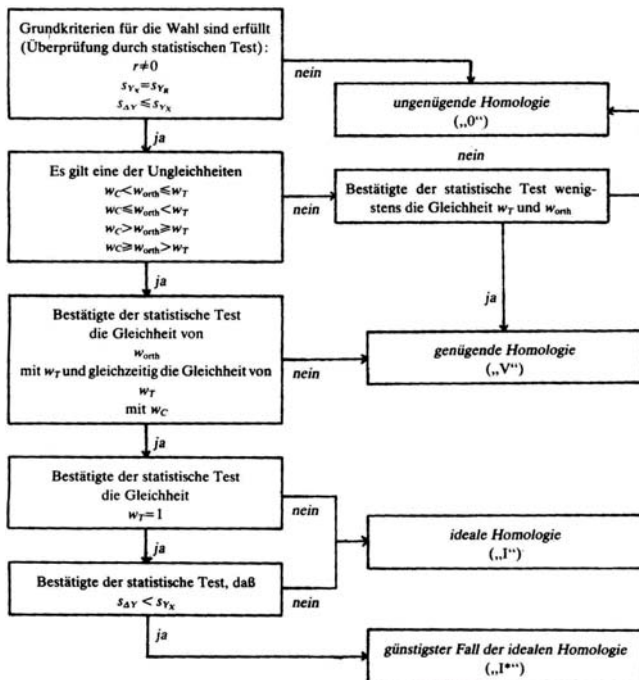 Grundkriterien für die Wahl sind erfüllt
(Überprüfung durch statistischen Test):
r≠0
s_{Y_x}=s_{Y_R}
s_{ΔY}≤s_{Y_X}
nein
ungenügende Homologie
(„0“)
ja
nein
Es gilt eine der Ungleichheiten
w_C<w_orth≤w_T
w_C≤w_orth<w_T
w_C>w_orth≥w_T
w_C≥w_orth>w_T
nein
Bestätigte der statistische Test wenig-
stens die Gleichheit w_T und w_orth
ja
ja
Bestätigte der statistische Test
die Gleichheit von
w_orth
mit w_T und gleichzeitig die Gleichheit von
w_T
mit w_C
nein
genügende Homologie
(„V“)
ja
Bestätigte der statistische Test
die Gleichheit
w_T=1
nein
ideale Homologie
(„I“)
ja
Bestätigte der statistische Test, daß
s_{ΔY} < s_{Y_X}
nein
ja
günstigster Fall der idealen Homologie
(„I*“)